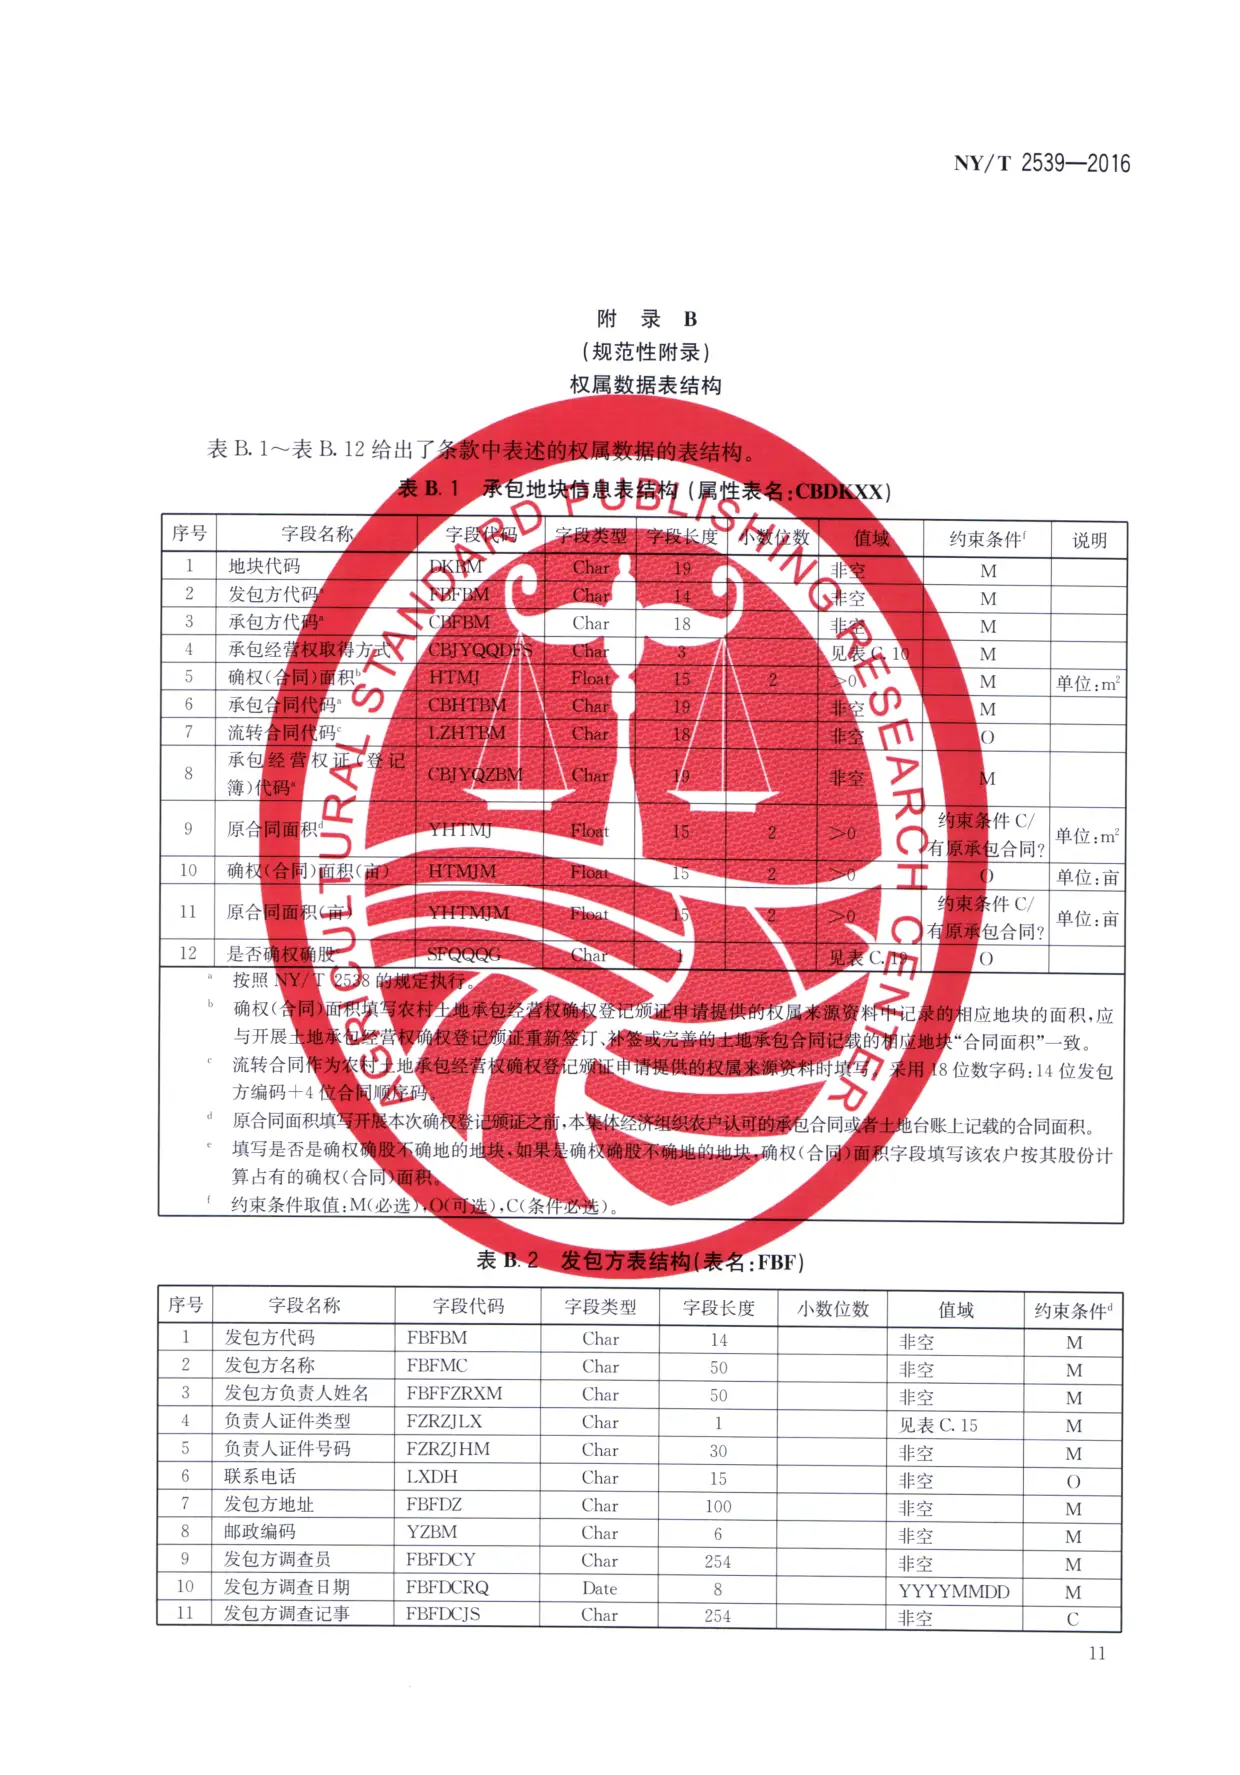 NY/T 2539—2016
附 录 B
(规范性附录)
权属数据表结构
表 B.1～表 B.12 给出了条款中表述的权属数据的表结构。
表 B.1 承包地块信息表结构(属性表名:CBDKXX)
序号 字段名称 字段代码 字段类型 字段长度 小数位数 值域 约束条件f 说明
1 地块代码 DKBM Char 19 非空 M
2 发包方代码a FBFBM Char 14 非空 M
3 承包方代码a CBFBM Char 18 非空 M
4 承包经营权取得方式 CBJYQQDFS Char 3 见表 C.10 M
5 确权(合同)面积b HTMJ Float 15 2 >0 M 单位:m²
6 承包合同代码a CBHTBM Char 19 非空 M
7 流转合同代码c LZHTBM Char 18 非空 O
8 承包经营权证(登记
簿)代码a CBJYQZBM Char 19 非空 M
9 原合同面积d YHTMJ Float 15 2 >0 约束条件 C/
有原承包合同? 单位:m²
10 确权(合同)面积(亩) HTMJM Float 15 2 >0 O 单位:亩
11 原合同面积(亩) YHTMJM Float 15 2 >0 约束条件 C/
有原承包合同? 单位:亩
12 是否确权确股e SFQQQG Char 1 见表 C.19 O
a 按照 NY/T 2538 的规定执行。
b 确权(合同)面积填写农村土地承包经营权确权登记颁证申请提供的权属来源资料中记录的相应地块的面积,应
与开展土地承包经营权确权登记颁证重新签订、补签或完善的土地承包合同记载的相应地块“合同面积”一致。
c 流转合同作为农村土地承包经营权确权登记颁证申请提供的权属来源资料时填写。采用 18 位数字码:14 位发包
方编码＋4 位合同顺序码。
d 原合同面积填写开展本次确权登记颁证之前,本集体经济组织农户认可的承包合同或者土地台账上记载的合同面积。
e 填写是否是确权确股不确地的地块,如果是确权确股不确地的地块,确权(合同)面积字段填写该农户按其股份计
算占有的确权(合同)面积。
f 约束条件取值:M(必选),O(可选),C(条件必选)。
AGRICULTURAL STANDARD PUBLISHING RESEARCH CENTER
表 B.2 发包方表结构(表名:FBF)
序号 字段名称 字段代码 字段类型 字段长度 小数位数 值域 约束条件d
1 发包方代码 FBFBM Char 14 非空 M
2 发包方名称 FBFMC Char 50 非空 M
3 发包方负责人姓名 FBFFZRXM Char 50 非空 M
4 负责人证件类型 FZRZJLX Char 1 见表 C.15 M
5 负责人证件号码 FZRZJHM Char 30 非空 M
6 联系电话 LXDH Char 15 非空 O
7 发包方地址 FBFDZ Char 100 非空 M
8 邮政编码 YZBM Char 6 非空 M
9 发包方调查员 FBFDCY Char 254 非空 M
10 发包方调查日期 FBFDCRQ Date 8 YYYYMMDD M
11 发包方调查记事 FBFDCJS Char 254 非空 C
11